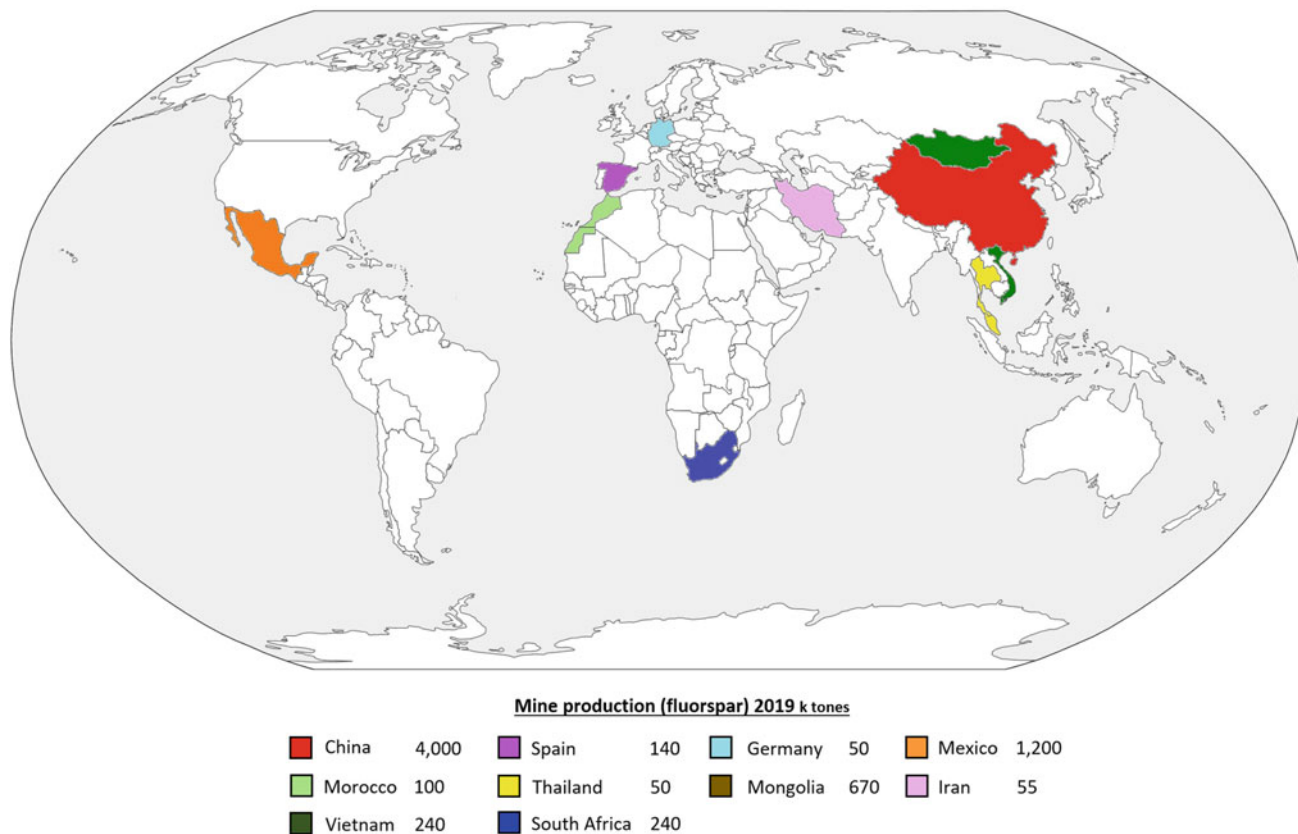 Mine production (fluorspar) 2019 k tones
China 4,000 Spain 140 Germany 50 Mexico 1,200
Morocco 100 Thailand 50 Mongolia 670 Iran 55
Vietnam 240 South Africa 240